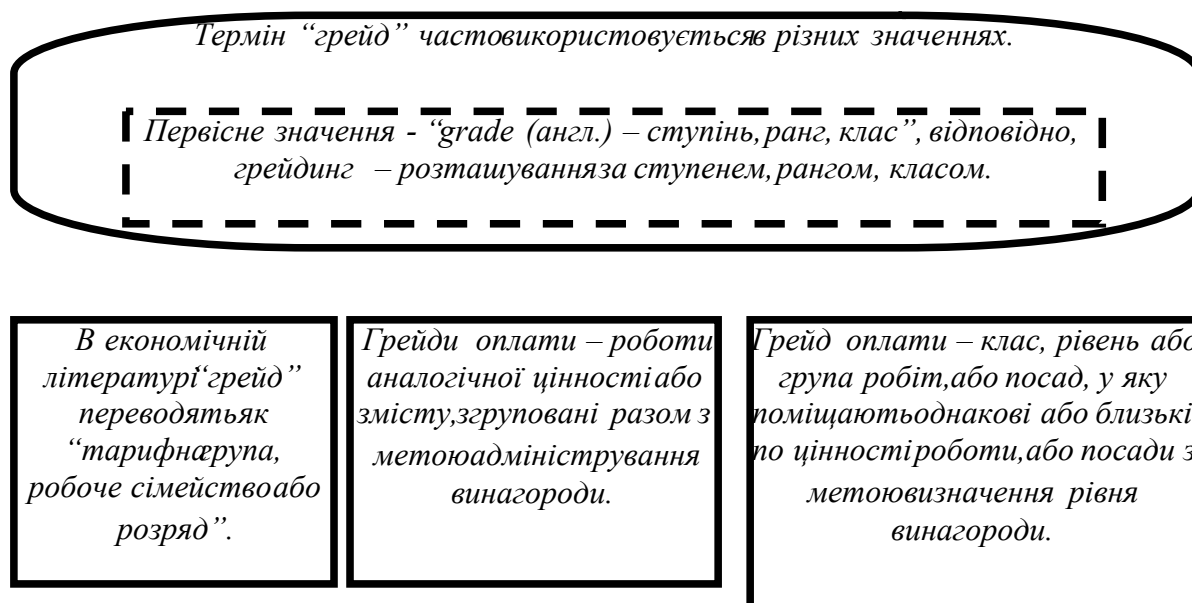 Термін “грейд” частовикористовуєтьсяв різних значеннях.
Первісне значення - “grade (англ.) – ступінь, ранг, клас”, відповідно,
грейдинг – розташуванняза ступенем, рангом, класом.
В економічній
літературі“грейд”
переводятьяк
“тарифнагрупа,
робоче сімействоабо
розряд”.
Грейди оплати – роботи
аналогічної цінностіабо
змісту,згруповані разом з
метоюадміністрування
винагороди.
Грейд оплати – клас, рівень або
група робіт,або посад, у яку
поміщаютьоднакові або близькі
по цінностіроботи,або посади з
метоювизначення рівня
винагороди.